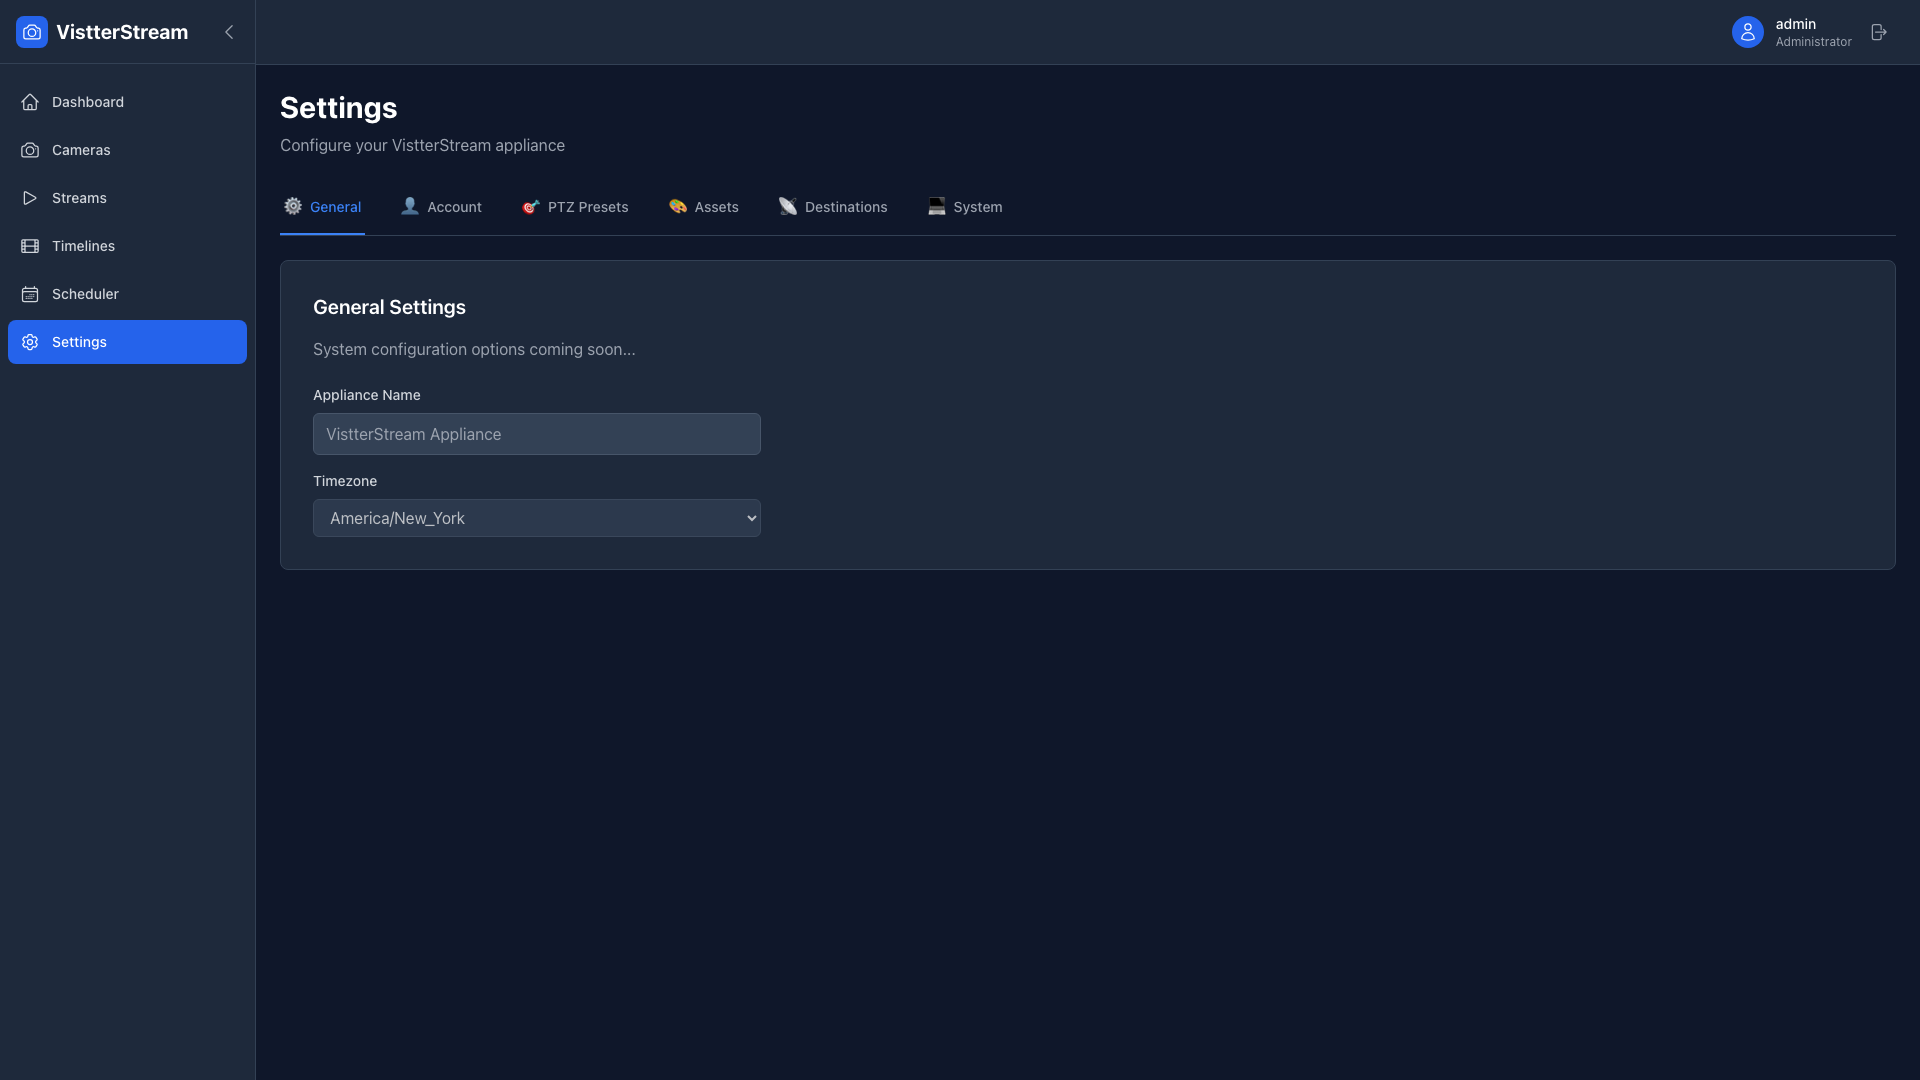 VistterStream
admin
Administrator
Dashboard
Cameras
Streams
Timelines
Scheduler
Settings
Settings
Configure your VistterStream appliance
General
Account
PTZ Presets
Assets
Destinations
System
General Settings
System configuration options coming soon...
Appliance Name
VistterStream Appliance
Timezone
America/New_York